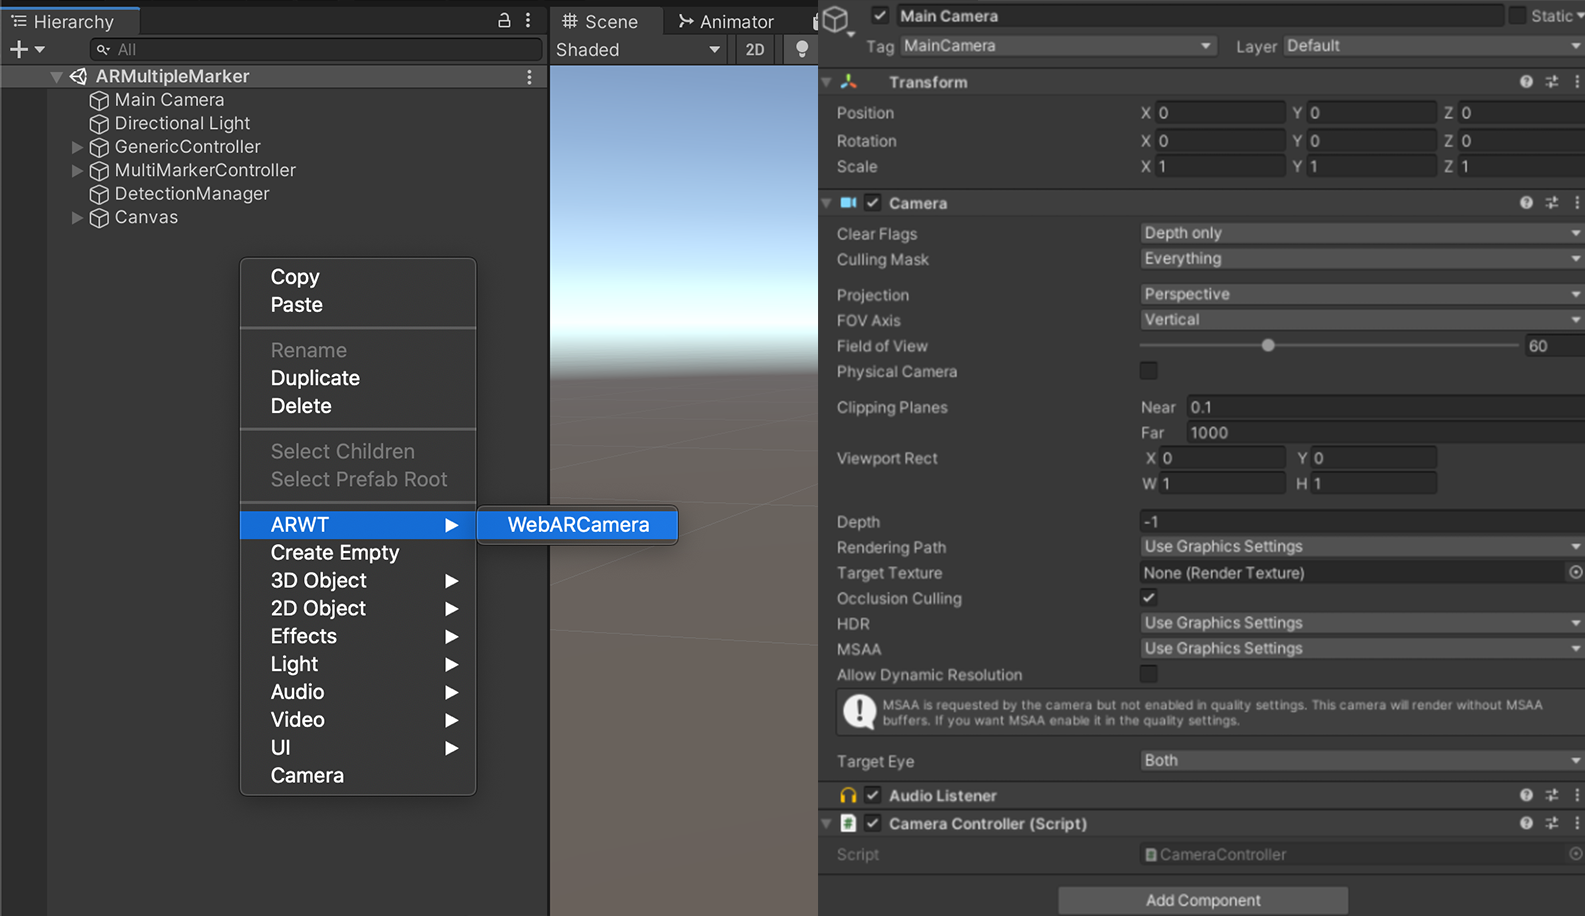 Hierarchy
All
ARMultipleMarker
Main Camera
Directional Light
GenericController
MultiMarkerController
DetectionManager
Canvas
Copy
Paste
Rename
Duplicate
Delete
Select Children
Select Prefab Root
ARWT
WebARCamera
Create Empty
3D Object
2D Object
Effects
Light
Audio
Video
UI
Camera
Scene Animator
Shaded 2D
Main Camera Static
Tag MainCamera Layer Default
Transform
Position X 0 Y 0 Z 0
Rotation X 0 Y 0 Z 0
Scale X 1 Y 1 Z 1
Camera
Clear Flags Depth only
Culling Mask Everything
Projection Perspective
FOV Axis Vertical
Field of View 60
Physical Camera
Clipping Planes Near 0.1
Far 1000
Viewport Rect X 0 Y 0
W 1 H 1
Depth -1
Rendering Path Use Graphics Settings
Target Texture None (Render Texture)
Occlusion Culling
HDR Use Graphics Settings
MSAA Use Graphics Settings
Allow Dynamic Resolution
MSAA is requested by the camera but not enabled in quality settings. This camera will render without MSAA
buffers. If you want MSAA enable it in the quality settings.
Target Eye Both
Audio Listener
# Camera Controller (Script)
Script CameraController
Add Component